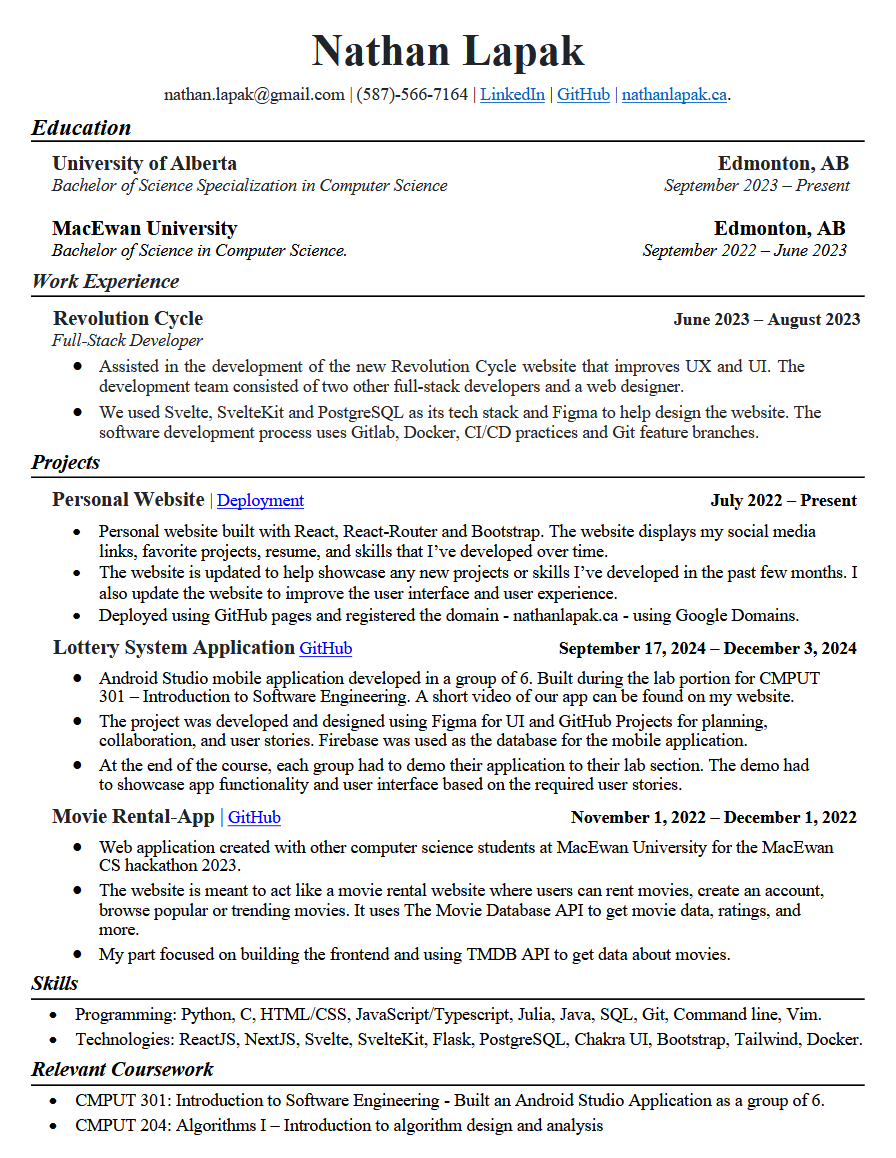 Nathan Lapak
nathan.lapak@gmail.com | (587)-566-7164 | LinkedIn | GitHub | nathanlapak.ca.
Education
University of Alberta Edmonton, AB
Bachelor of Science Specialization in Computer Science September 2023 – Present
MacEwan University Edmonton, AB
Bachelor of Science in Computer Science. September 2022 – June 2023
Work Experience
Revolution Cycle June 2023 – August 2023
Full-Stack Developer
● Assisted in the development of the new Revolution Cycle website that improves UX and UI. The
development team consisted of two other full-stack developers and a web designer.
● We used Svelte, SvelteKit and PostgreSQL as its tech stack and Figma to help design the website. The
software development process uses Gitlab, Docker, CI/CD practices and Git feature branches.
Projects
Personal Website | Deployment July 2022 – Present
• Personal website built with React, React-Router and Bootstrap. The website displays my social media
links, favorite projects, resume, and skills that I’ve developed over time.
• The website is updated to help showcase any new projects or skills I’ve developed in the past few months. I
also update the website to improve the user interface and user experience.
• Deployed using GitHub pages and registered the domain - nathanlapak.ca - using Google Domains.
Lottery System Application GitHub September 17, 2024 – December 3, 2024
● Android Studio mobile application developed in a group of 6. Built during the lab portion for CMPUT
301 – Introduction to Software Engineering. A short video of our app can be found on my website.
● The project was developed and designed using Figma for UI and GitHub Projects for planning,
collaboration, and user stories. Firebase was used as the database for the mobile application.
● At the end of the course, each group had to demo their application to their lab section. The demo had
to showcase app functionality and user interface based on the required user stories.
Movie Rental-App | GitHub November 1, 2022 – December 1, 2022
● Web application created with other computer science students at MacEwan University for the MacEwan
CS hackathon 2023.
● The website is meant to act like a movie rental website where users can rent movies, create an account,
browse popular or trending movies. It uses The Movie Database API to get movie data, ratings, and
more.
● My part focused on building the frontend and using TMDB API to get data about movies.
Skills
• Programming: Python, C, HTML/CSS, JavaScript/Typescript, Julia, Java, SQL, Git, Command line, Vim.
• Technologies: ReactJS, NextJS, Svelte, SvelteKit, Flask, PostgreSQL, Chakra UI, Bootstrap, Tailwind, Docker.
Relevant Coursework
• CMPUT 301: Introduction to Software Engineering - Built an Android Studio Application as a group of 6.
• CMPUT 204: Algorithms I – Introduction to algorithm design and analysis